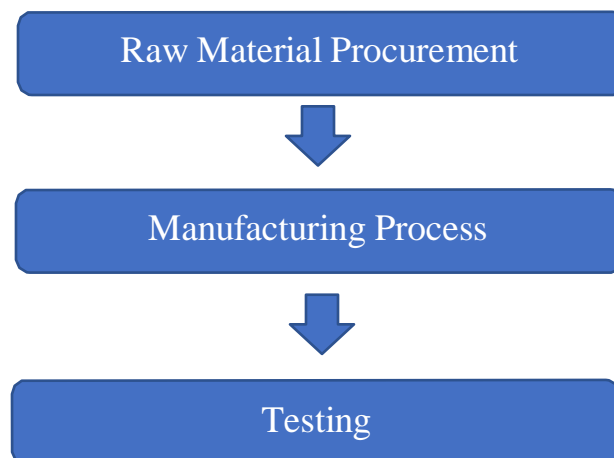 Raw Material Procurement
Manufacturing Process
Testing